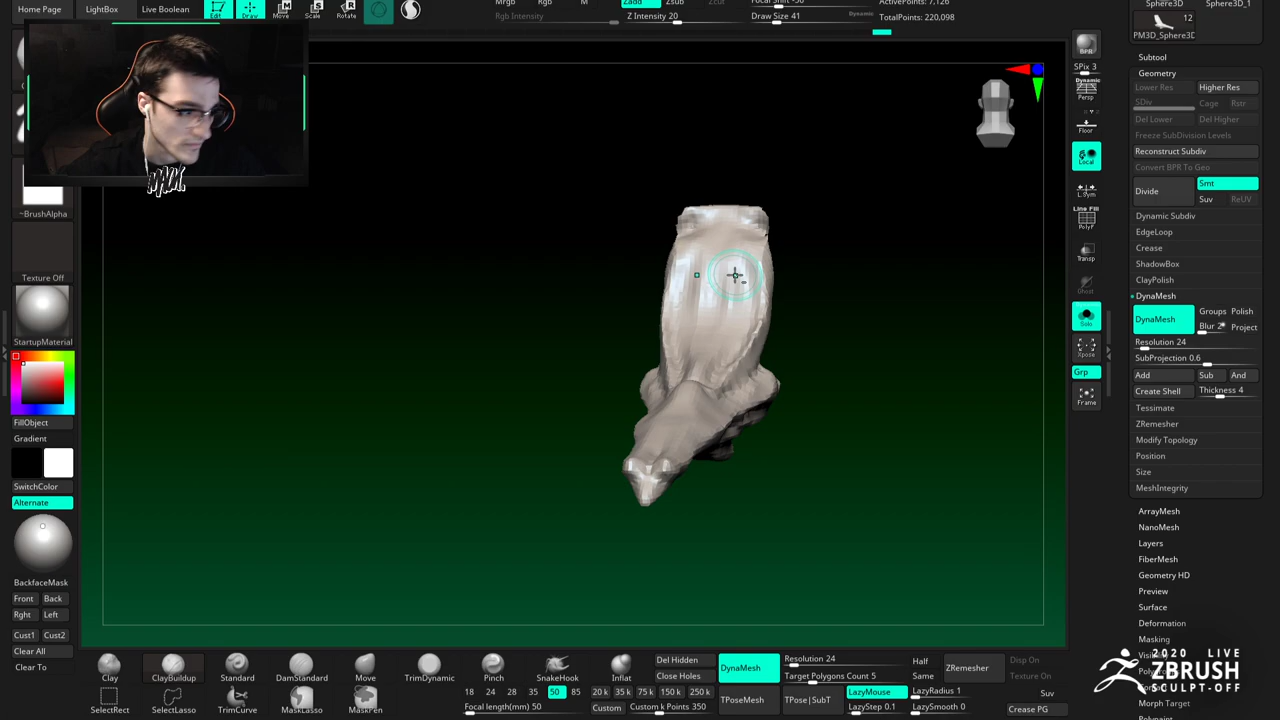 Home Page LightBox Live Boolean
Edit Draw Move Scale Rotate
Mrgb Rgb M Zadd Zsub Zcut
Rgb Intensity Z Intensity 20
Draw Size 41 Dynamic
ActivePoints: 7,126
TotalPoints: 220,098
MALK.
~BrushAlpha
Texture Off
StartupMaterial
FillObject
Gradient
SwitchColor
Alternate
BackfaceMask
Front Back
Rght Left
Cust1 Cust2
Clear All
Clear To
BPR
SPix 3
Dynamic
Persp
Floor
Local
L.Sym
Line Fill
PolyF
Transp
Ghost
Solo
Xpose
Grp
Frame
Sphere3D Sphere3D_1
12
PM3D_Sphere3D
Subtool
Geometry
Lower Res Higher Res
SDiv Cage Rstr
Del Lower Del Higher
Freeze SubDivision Levels
Reconstruct Subdiv
Convert BPR To Geo
Divide Smt
Suv ReUV
Dynamic Subdiv
EdgeLoop
Crease
ShadowBox
ClayPolish
DynaMesh
DynaMesh Groups Polish
Blur 2 Project
Resolution 24
SubProjection 0.6
Add Sub And
Create Shell Thickness 4
Tessimate
ZRemesher
Modify Topology
Position
Size
MeshIntegrity
ArrayMesh
NanoMesh
Layers
FiberMesh
Geometry HD
Preview
Surface
Deformation
Masking
Morph Target
2020 LIVE
ZBRUSH
SCULPT-OFF
Clay ClayBuildup Standard DamStandard Move TrimDynamic Pinch SnakeHook Inflat
SelectRect SelectLasso TrimCurve MaskLasso MaskPen
18 24 28 35 50 85
Focal length(mm) 50
Del Hidden
Close Holes
20 k 35 k 75 k 150 k 250 k
Custom Custom k Points 350
DynaMesh
TPoseMesh
Resolution 24
Target Polygons Count 5
TPose|SubT
Half
Same
ZRemesher
LazyMouse LazyRadius 1
LazyStep 0.1 LazySmooth 0
Disp On
Texture On
Suv
Crease PG